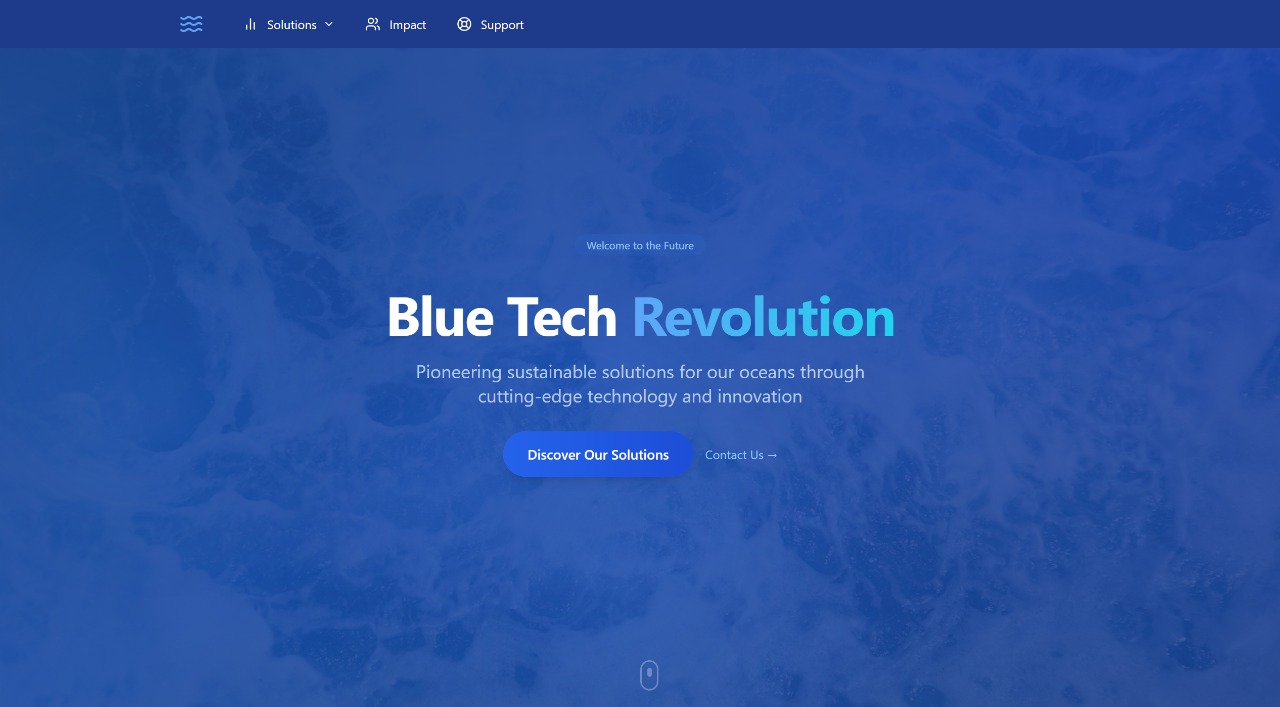 Solutions
Impact
Support
Welcome to the Future
Blue Tech Revolution
Pioneering sustainable solutions for our oceans through
cutting-edge technology and innovation
Discover Our Solutions
Contact Us →